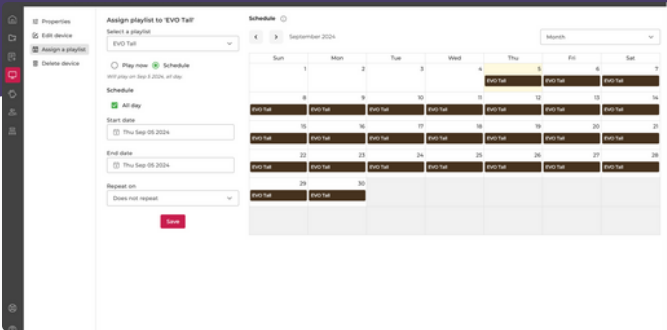 Properties
Edit device
Assign a playlist
Delete device
Assign playlist to 'EVO Tall'
Select a playlist
EVO Tall
Play now Schedule
Will play on Sep 5 2024, all day
Schedule
All day
Start date
Thu Sep 05 2024
End date
Thu Sep 05 2024
Repeat on
Does not repeat
Save
Schedule
September 2024 Month
Sun Mon Tue Wed Thu Fri Sat
1 2 3 4 5 6 7
EVO Tall EVO Tall EVO Tall
8 9 10 11 12 13 14
EVO Tall EVO Tall EVO Tall EVO Tall EVO Tall EVO Tall EVO Tall
15 16 17 18 19 20 21
EVO Tall EVO Tall EVO Tall EVO Tall EVO Tall EVO Tall EVO Tall
22 23 24 25 26 27 28
EVO Tall EVO Tall EVO Tall EVO Tall EVO Tall EVO Tall EVO Tall
29 30
EVO Tall EVO Tall